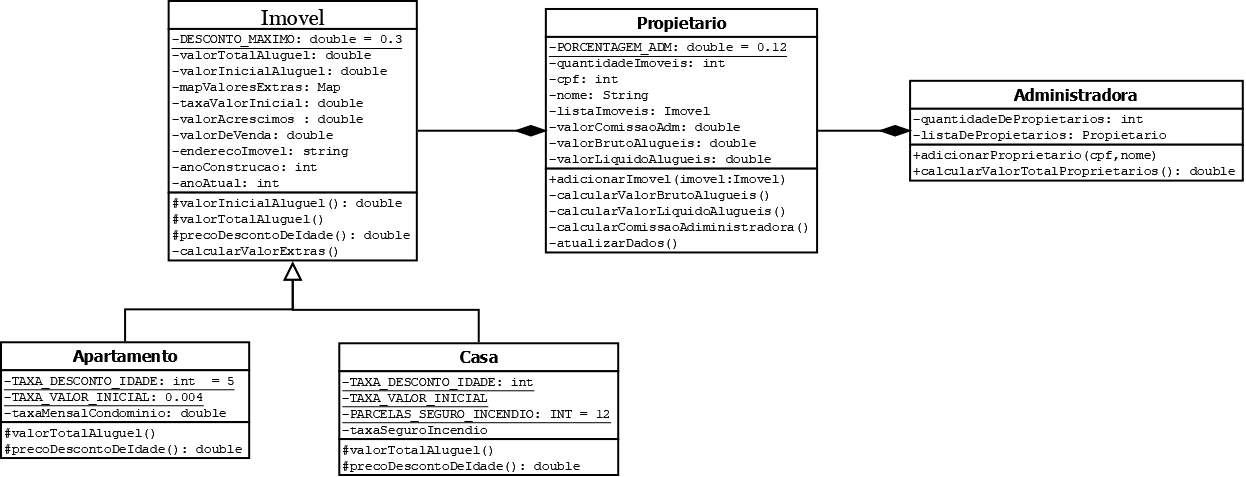 Imovel
-DESCONTO_MAXIMO: double = 0.3
-valorTotalAluguel: double
-valorInicialAluguel: double
-mapValoresExtras: Map
-taxaValorInicial: double
-valorAcrescimos : double
-valorDeVenda: double
-enderecoImovel: string
-anoConstrucao: int
-anoAtual: int
#valorInicialAluguel(): double
#valorTotalAluguel()
#precoDescontoDeIdade(): double
-calcularValorExtras()
Propietario
-PORCENTAGEM_ADM: double = 0.12
-quantidadeImoveis: int
-cpf: int
-nome: String
-listaImoveis: Imovel
-valorComissaoAdm: double
-valorBrutoAlugueis: double
-valorLiquidoAlugueis: double
+adicionarImovel(imovel:Imovel)
-calcularValorBrutoAlugueis()
-calcularValorLiquidoAlugueis()
-calcularComissaoAdiministradora()
-atualizarDados()
Administradora
-quantidadeDePropietarios: int
-listaDePropietarios: Propietario
+adicionarProprietario(cpf,nome)
+calcularValorTotalProprietarios(): double
Apartamento
-TAXA_DESCONTO_IDADE: int = 5
-TAXA_VALOR_INICIAL: 0.004
-taxaMensalCondominio: double
#valorTotalAluguel()
#precoDescontoDeIdade(): double
Casa
-TAXA_DESCONTO_IDADE: int
-TAXA_VALOR_INICIAL
-PARCELAS_SEGURO_INCENDIO: INT = 12
-taxaSeguroIncendio
#valorTotalAluguel()
#precoDescontoDeIdade(): double